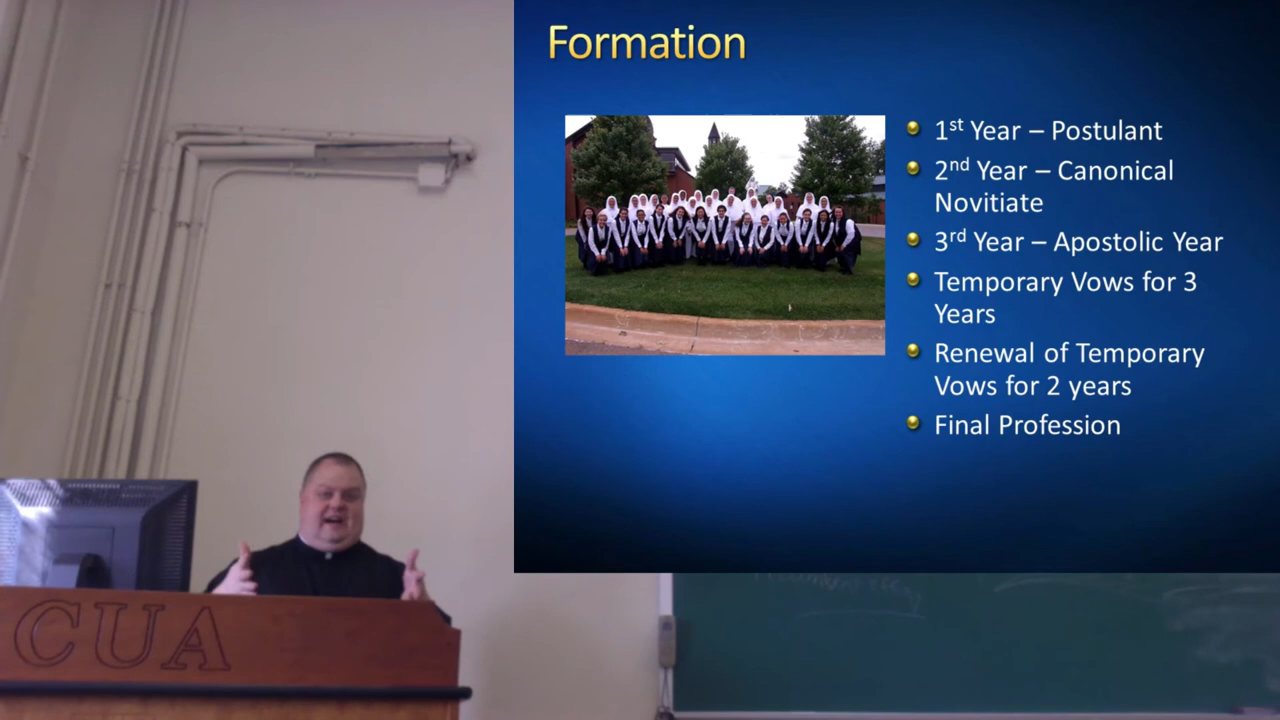 Formation
1st Year – Postulant
2nd Year – Canonical
Novitiate
3rd Year – Apostolic Year
Temporary Vows for 3
Years
Renewal of Temporary
Vows for 2 years
Final Profession
CUA